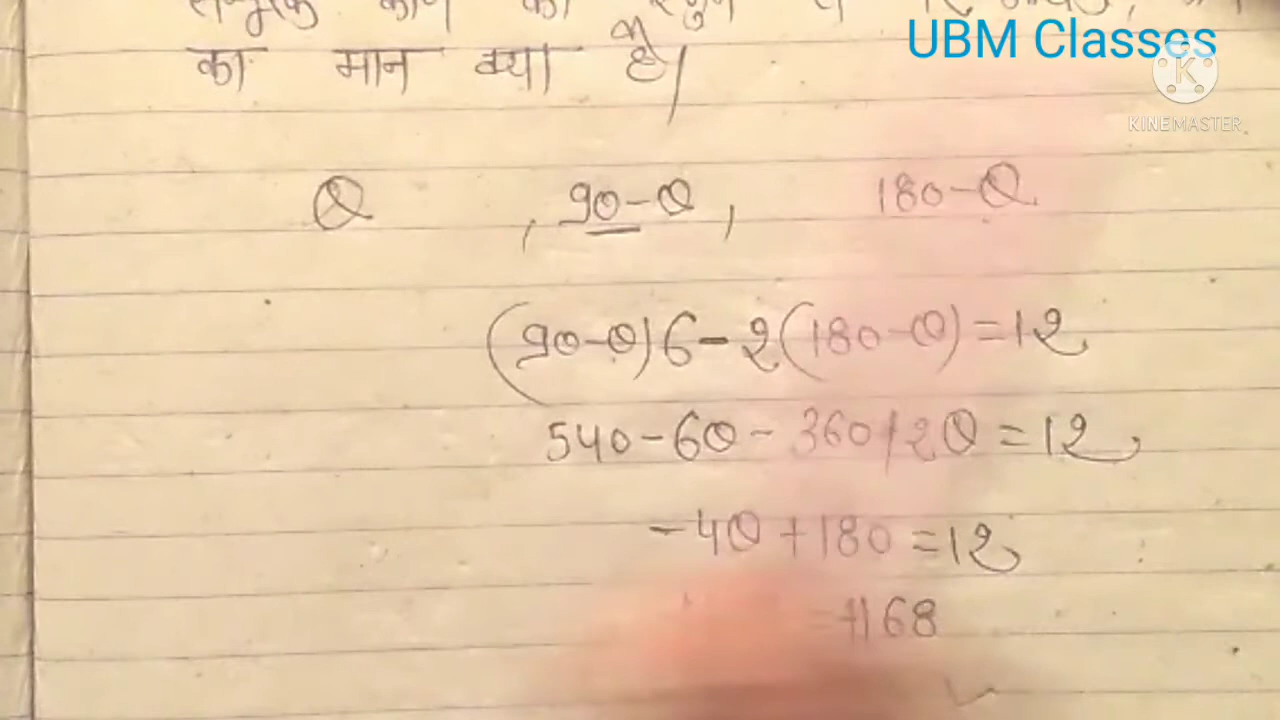 UBM Classes
का मान क्या है।
K
KINEMASTER
θ , 90-θ , 180-θ
(90-θ)6-2(180-θ)=12
540-6θ-360+2θ=12
-4θ+180=12
=+168